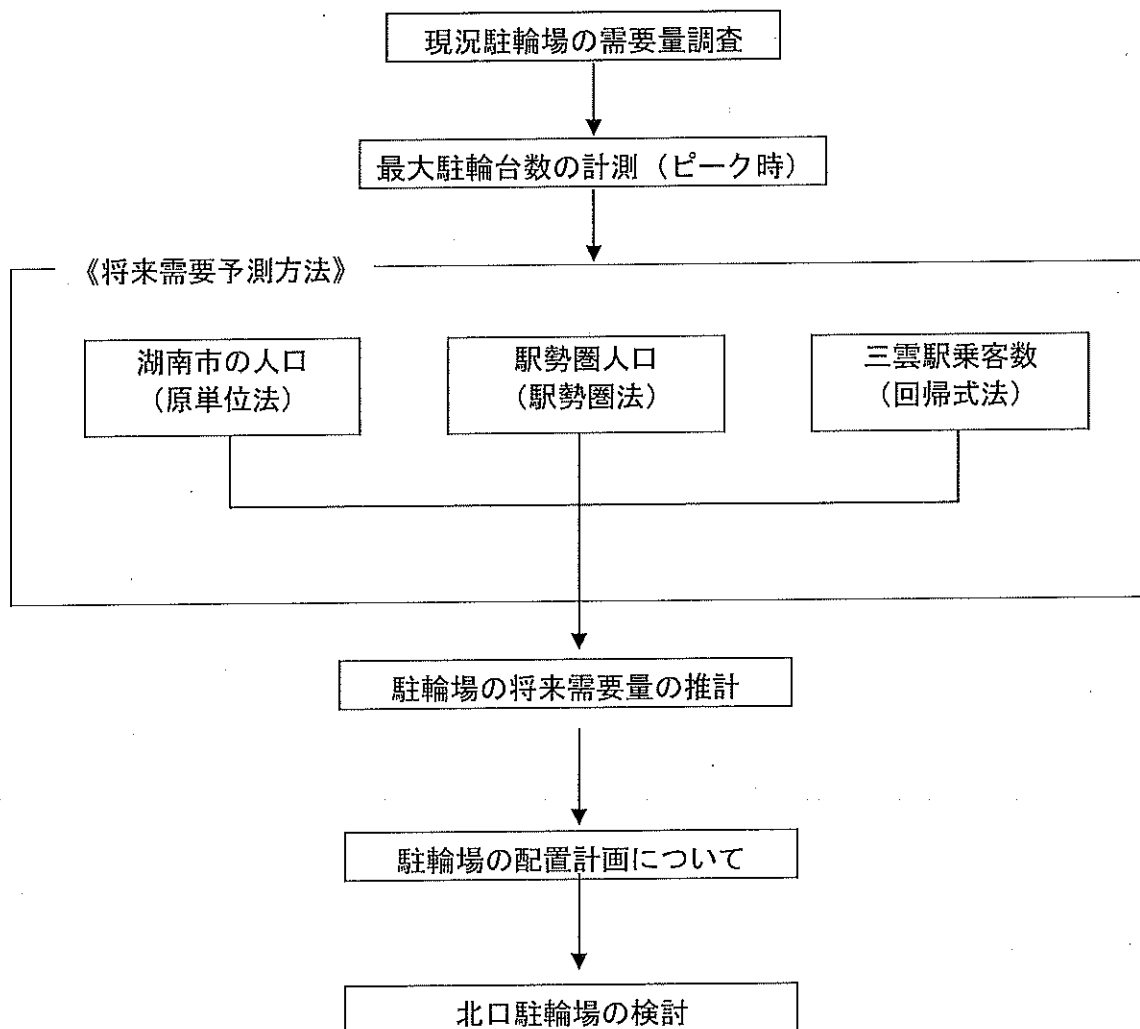 現況駐輪場の需要量調査
最大駐輪台数の計測（ピーク時）
《将来需要予測方法》
湖南市の人口
（原単位法）
駅勢圏人口
（駅勢圏法）
三雲駅乗客数
（回帰式法）
駐輪場の将来需要量の推計
駐輪場の配置計画について
北口駐輪場の検討